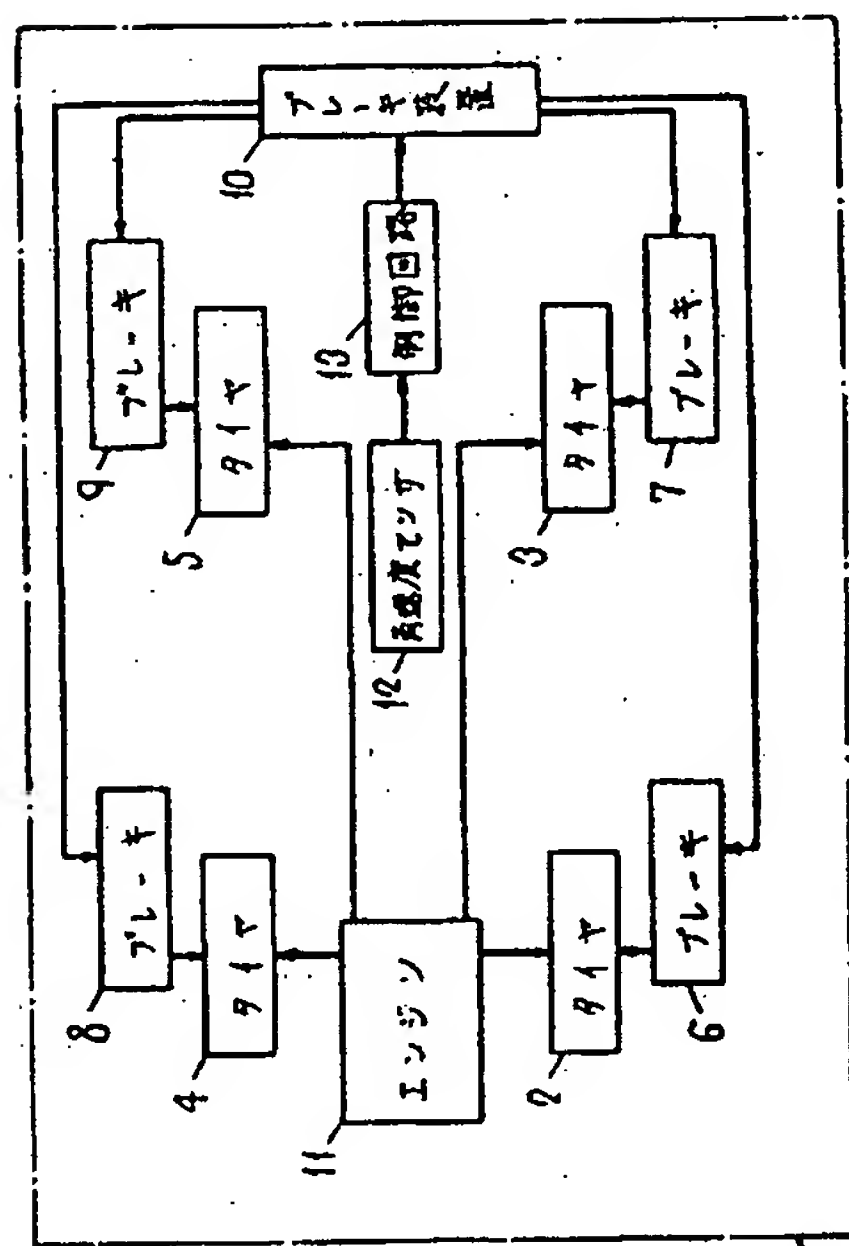 ブレーキ
8
タイヤ
4
エンジン
11
タイヤ
2
ブレーキ
6
ブレーキ
9
タイヤ
5
角速度センサ
12
制御回路
13
タイヤ
3
ブレーキ
7
ブレーキ装置
10